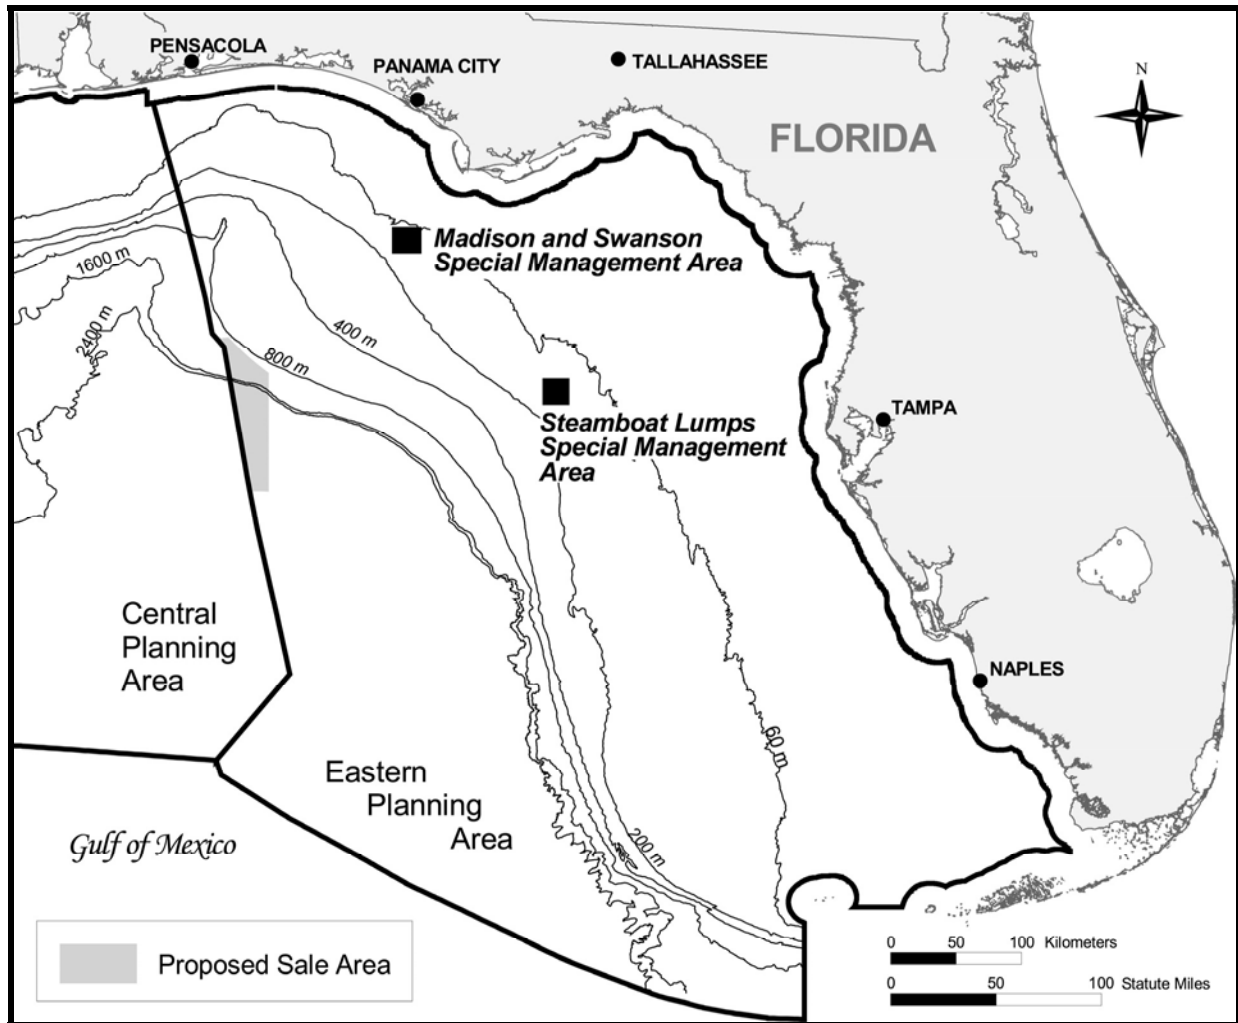 PENSACOLA
PANAMA CITY
TALLAHASSEE
N
FLORIDA
Madison and Swanson
Special Management Area
1600 m
2400 m
400 m
800 m
Steamboat Lumps
Special Management
Area
TAMPA
Central
Planning
Area
NAPLES
60 m
Eastern
Planning
Area
Gulf of Mexico
200 m
Proposed Sale Area
0 50 100 Kilometers
0 50 100 Statute Miles